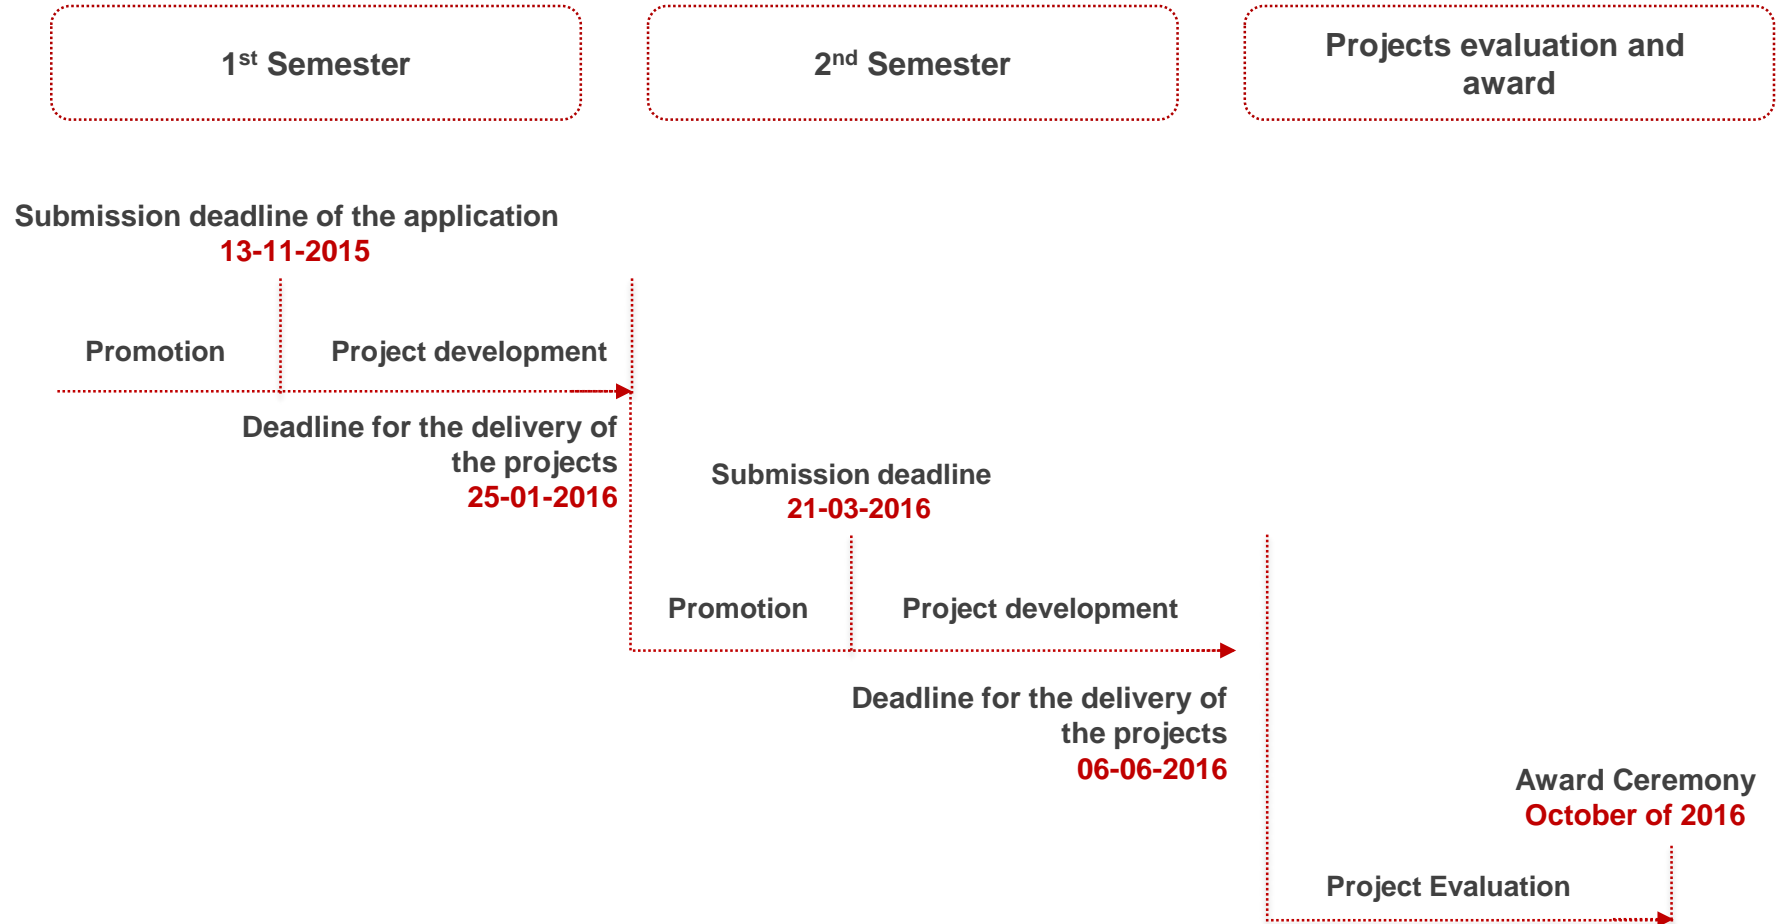 1st Semester
2nd Semester
Projects evaluation and
award
Submission deadline of the application
13-11-2015
Promotion
Project development
Deadline for the delivery of
the projects
25-01-2016
Submission deadline
21-03-2016
Promotion
Project development
Deadline for the delivery of
the projects
06-06-2016
Award Ceremony
October of 2016
Project Evaluation